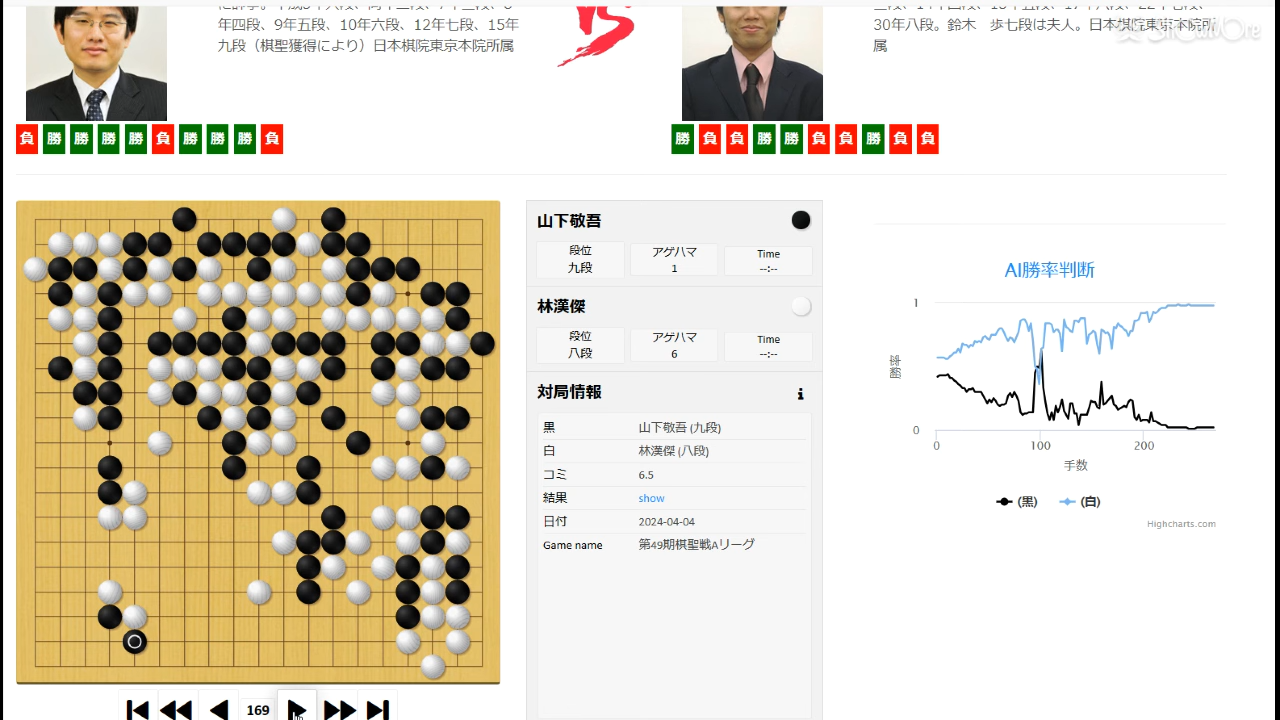 四段、9年五段、10年六段、12年七段、15年
九段（棋聖獲得により）日本棋院東京本院所属
VS
30年八段。鈴木　歩七段は夫人。日本棋院東京本院所
属
負 勝 勝 勝 勝 負 勝 勝 勝 負
勝 負 負 勝 勝 負 負 勝 負 負
山下敬吾
段位 九段
アゲハマ 1
Time --:--
林漢傑
段位 八段
アゲハマ 6
Time --:--
対局情報
黒 山下敬吾 (九段)
白 林漢傑 (八段)
コミ 6.5
結果 show
日付 2024-04-04
Game name 第49期棋聖戦Aリーグ
AI勝率判断
1
勝率
0
0 100 200
手数
(黒) (白)
Highcharts.com
169